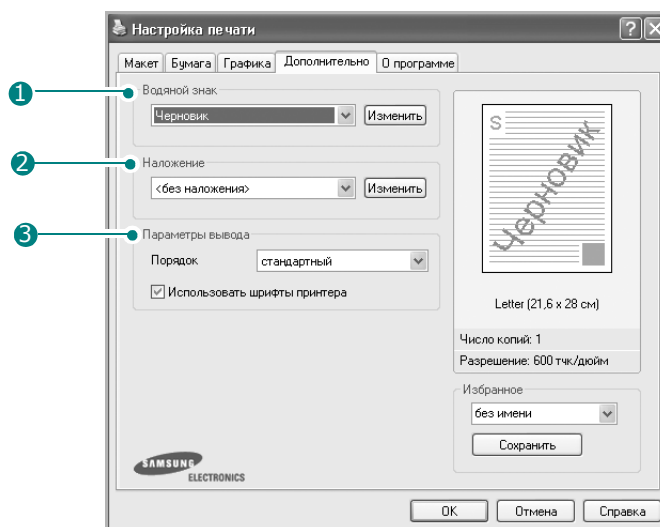 Настройка печати
Макет Бумага Графика Дополнительно О программе
1
Водяной знак
Черновик Изменить
2
Наложение
<без наложения> Изменить
3
Параметры вывода
Порядок стандартный
Использовать шрифты принтера
S
Черновик
Letter (21,6 x 28 см)
Число копий: 1
Разрешение: 600 тчк/дюйм
Избранное
без имени
Сохранить
SAMSUNG
ELECTRONICS
OK Отмена Справка